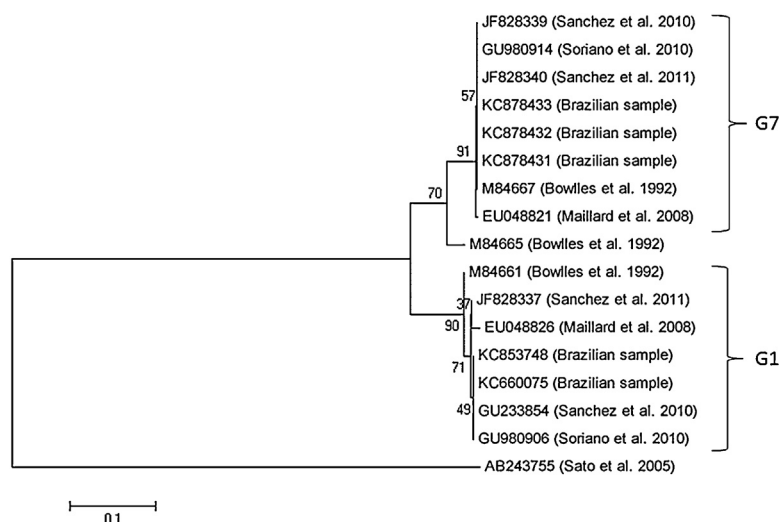 JF828339 (Sanchez et al. 2010)
GU980914 (Soriano et al. 2010)
JF828340 (Sanchez et al. 2011)
57
KC878433 (Brazilian sample)
G7
KC878432 (Brazilian sample)
91
KC878431 (Brazilian sample)
M84667 (Bowlles et al. 1992)
70
EU048821 (Maillard et al. 2008)
M84665 (Bowlles et al. 1992)
M84661 (Bowlles et al. 1992)
37
JF828337 (Sanchez et al. 2011)
90
EU048826 (Maillard et al. 2008)
KC853748 (Brazilian sample)
G1
71
KC660075 (Brazilian sample)
49
GU233854 (Sanchez et al. 2010)
GU980906 (Soriano et al. 2010)
AB243755 (Sato et al. 2005)
0.1